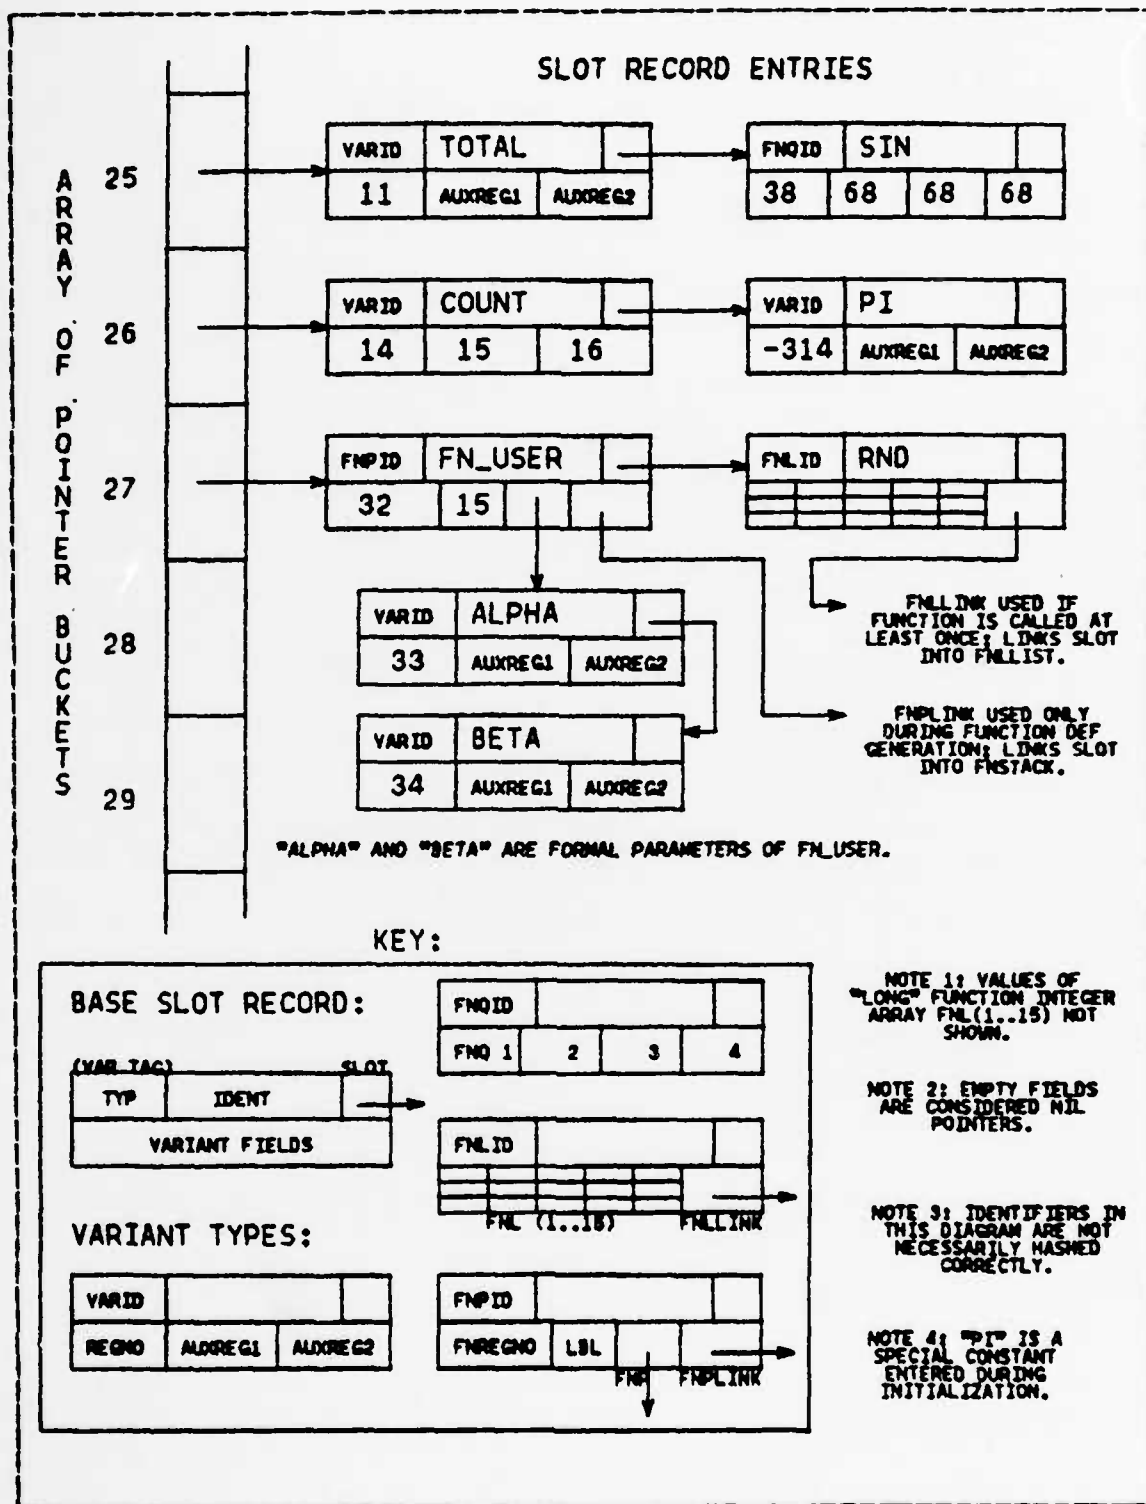 SLOT RECORD ENTRIES
ARRAY OF POINTER BUCKETS
25
VARID TOTAL
11 AUXREG1 AUXREG2
FNQID SIN
38 68 68 68
26
VARID COUNT
14 15 16
VARID PI
-314 AUXREG1 AUXREG2
27
FNPID FN_USER
32 15
FNLID RND
28
VARID ALPHA
33 AUXREG1 AUXREG2
FNLLINK USED IF
FUNCTION IS CALLED AT
LEAST ONCE; LINKS SLOT
INTO FNLLIST.
29
VARID BETA
34 AUXREG1 AUXREG2
FNPLINK USED ONLY
DURING FUNCTION DEF
GENERATION; LINKS SLOT
INTO FNSTACK.
"ALPHA" AND "BETA" ARE FORMAL PARAMETERS OF FN_USER.
KEY:
BASE SLOT RECORD:
(VAR TAG) SLOT
TYP IDENT
VARIANT FIELDS
FNQID
FNQ 1 2 3 4
FNLID
FNL (1..15) FNLLINK
VARIANT TYPES:
VARID
REGNO AUXREG1 AUXREG2
FNPID
FNREGNO LBL
FNP FNPLINK
NOTE 1: VALUES OF
"LONG" FUNCTION INTEGER
ARRAY FNL(1..15) NOT
SHOWN.
NOTE 2: EMPTY FIELDS
ARE CONSIDERED NIL
POINTERS.
NOTE 3: IDENTIFIERS IN
THIS DIAGRAM ARE NOT
NECESSARILY HASHED
CORRECTLY.
NOTE 4: "PI" IS A
SPECIAL CONSTANT
ENTERED DURING
INITIALIZATION.